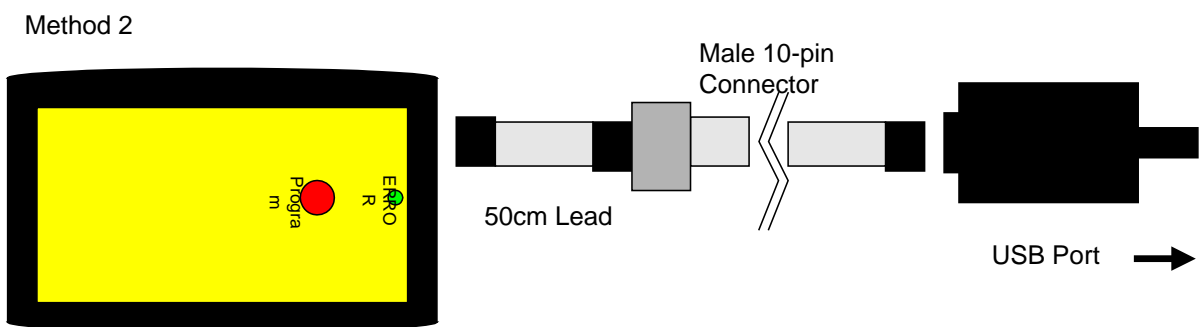 Method 2
Male 10-pin
Connector
Progra
m
ERRO
R
50cm Lead
USB Port